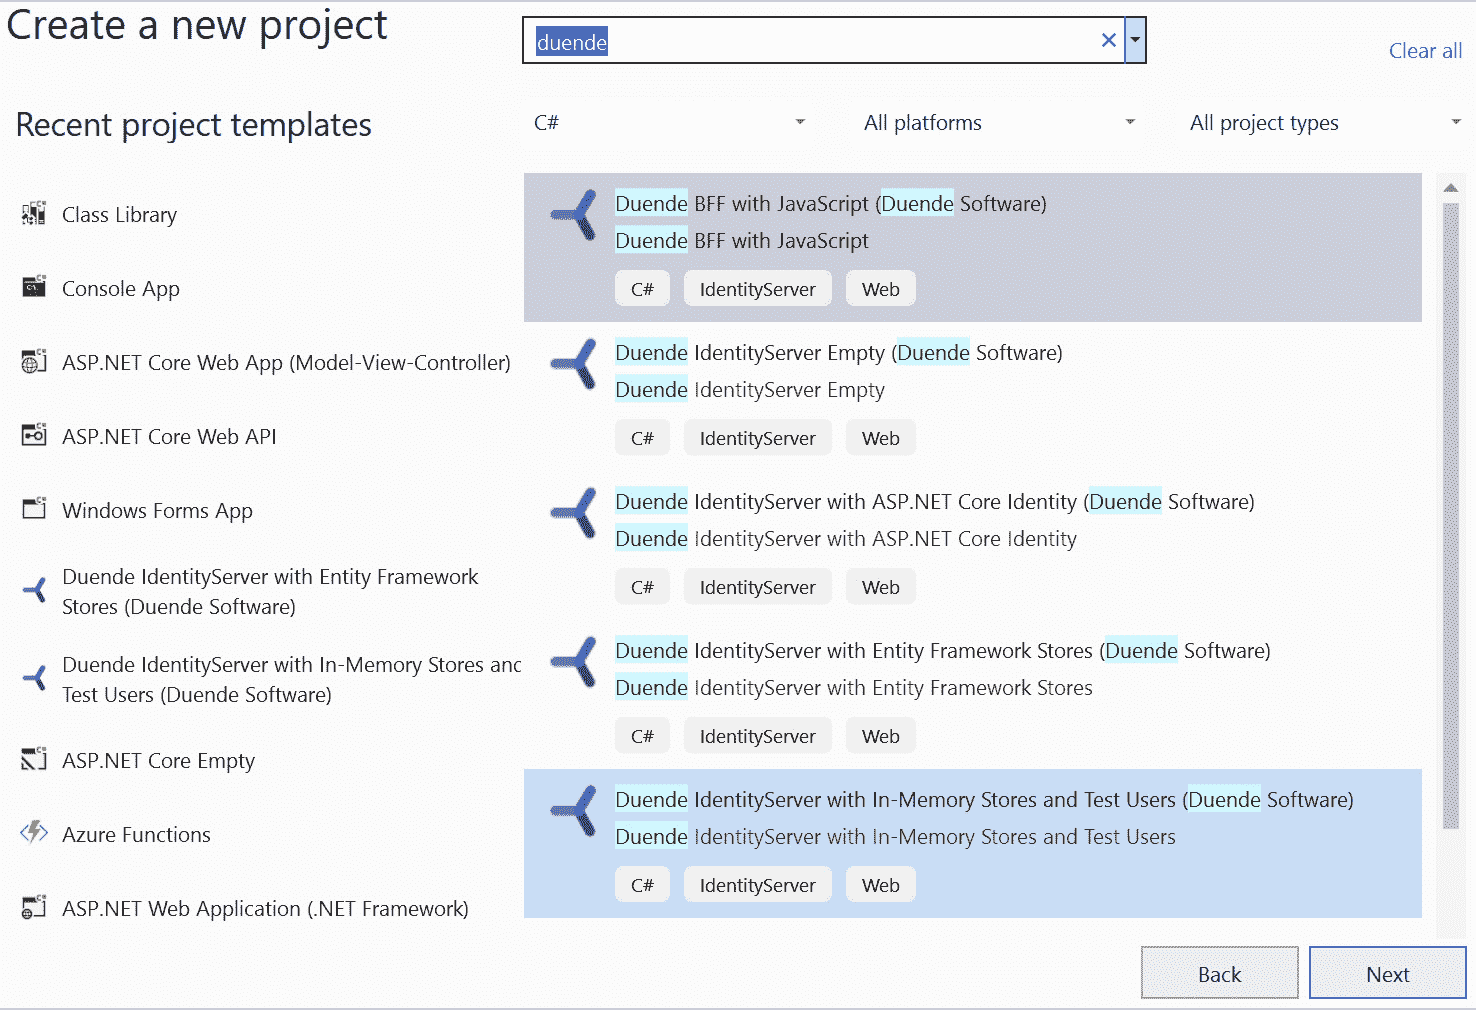 Create a new project
duende
Clear all
Recent project templates
C#
All platforms
All project types
Class Library
Console App
ASP.NET Core Web App (Model-View-Controller)
ASP.NET Core Web API
Windows Forms App
Duende IdentityServer with Entity Framework
Stores (Duende Software)
Duende IdentityServer with In-Memory Stores and
Test Users (Duende Software)
ASP.NET Core Empty
Azure Functions
ASP.NET Web Application (.NET Framework)
Duende BFF with JavaScript (Duende Software)
Duende BFF with JavaScript
C# IdentityServer Web
Duende IdentityServer Empty (Duende Software)
Duende IdentityServer Empty
C# IdentityServer Web
Duende IdentityServer with ASP.NET Core Identity (Duende Software)
Duende IdentityServer with ASP.NET Core Identity
C# IdentityServer Web
Duende IdentityServer with Entity Framework Stores (Duende Software)
Duende IdentityServer with Entity Framework Stores
C# IdentityServer Web
Duende IdentityServer with In-Memory Stores and Test Users (Duende Software)
Duende IdentityServer with In-Memory Stores and Test Users
C# IdentityServer Web
Back
Next